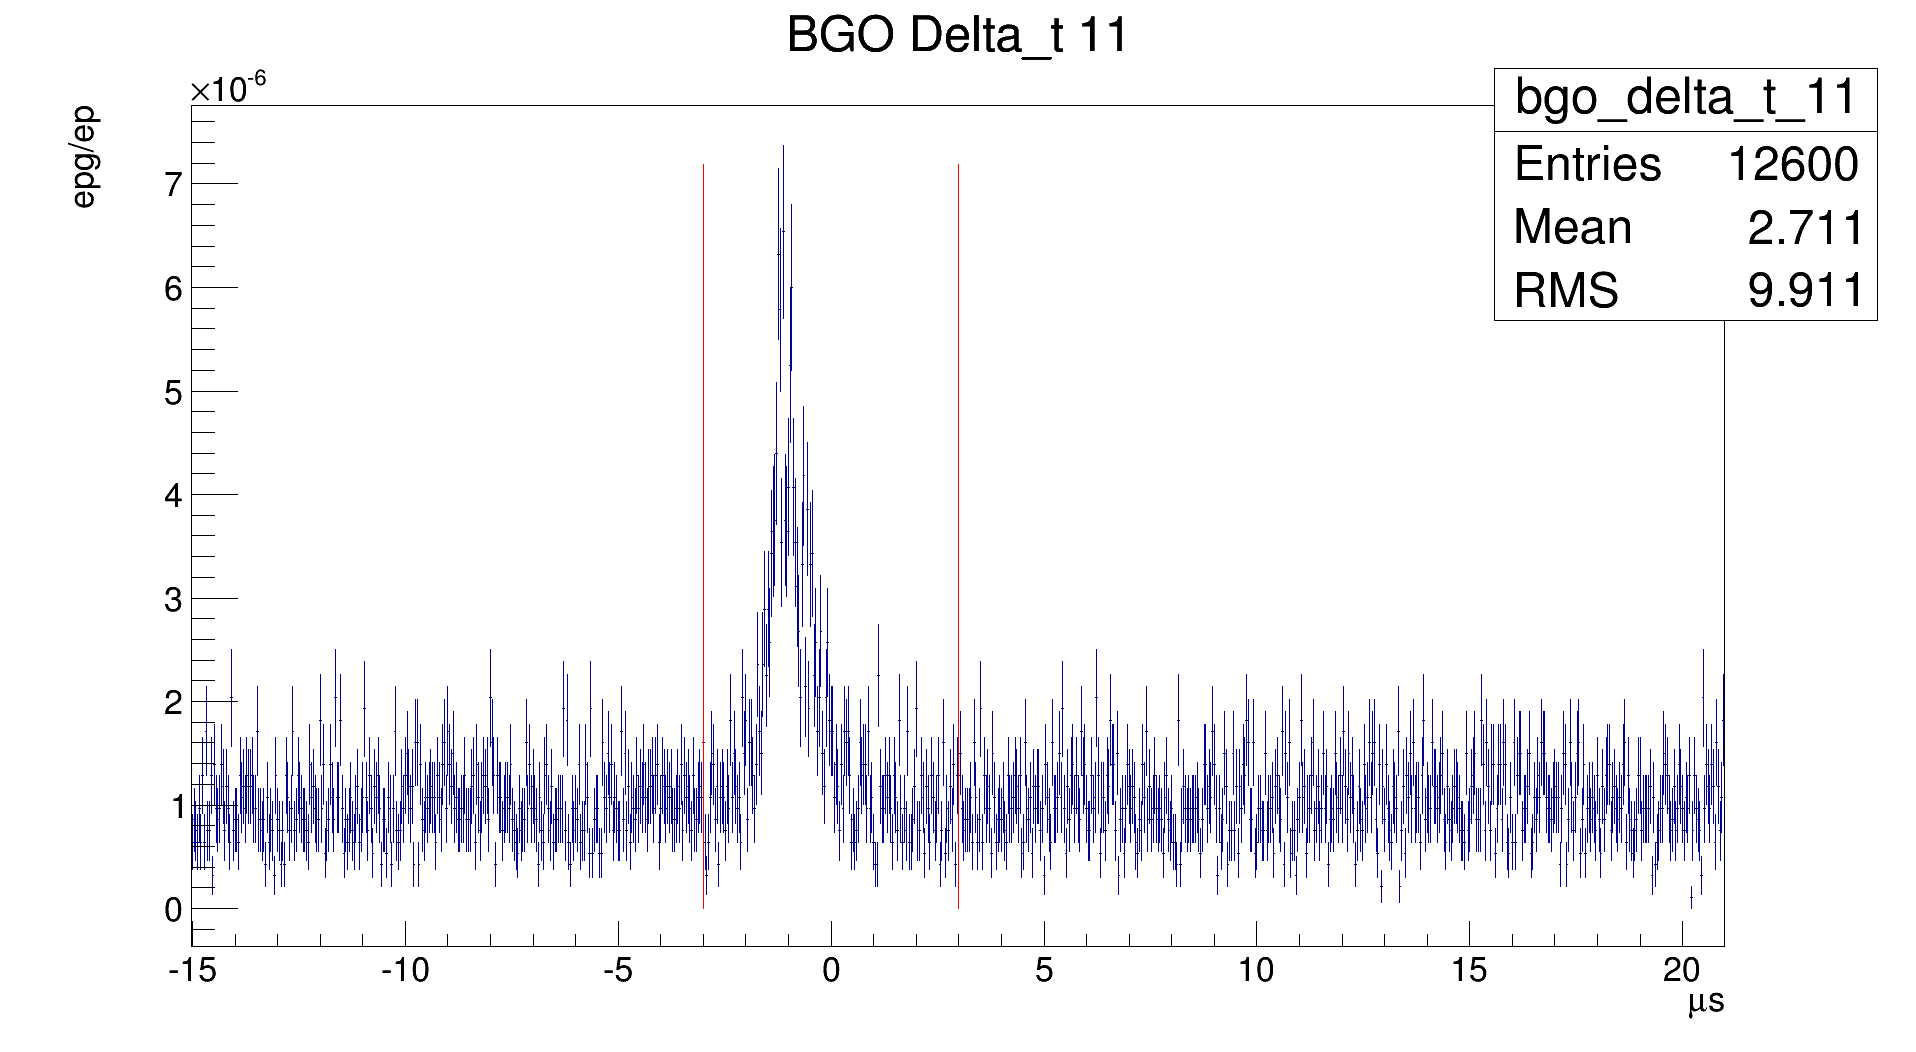 BGO Delta_t 11
×10-6
epg/ep
bgo_delta_t_11
Entries 12600
Mean 2.711
RMS 9.911
7
6
5
4
3
2
1
0
-15 -10 -5 0 5 10 15 20
μs